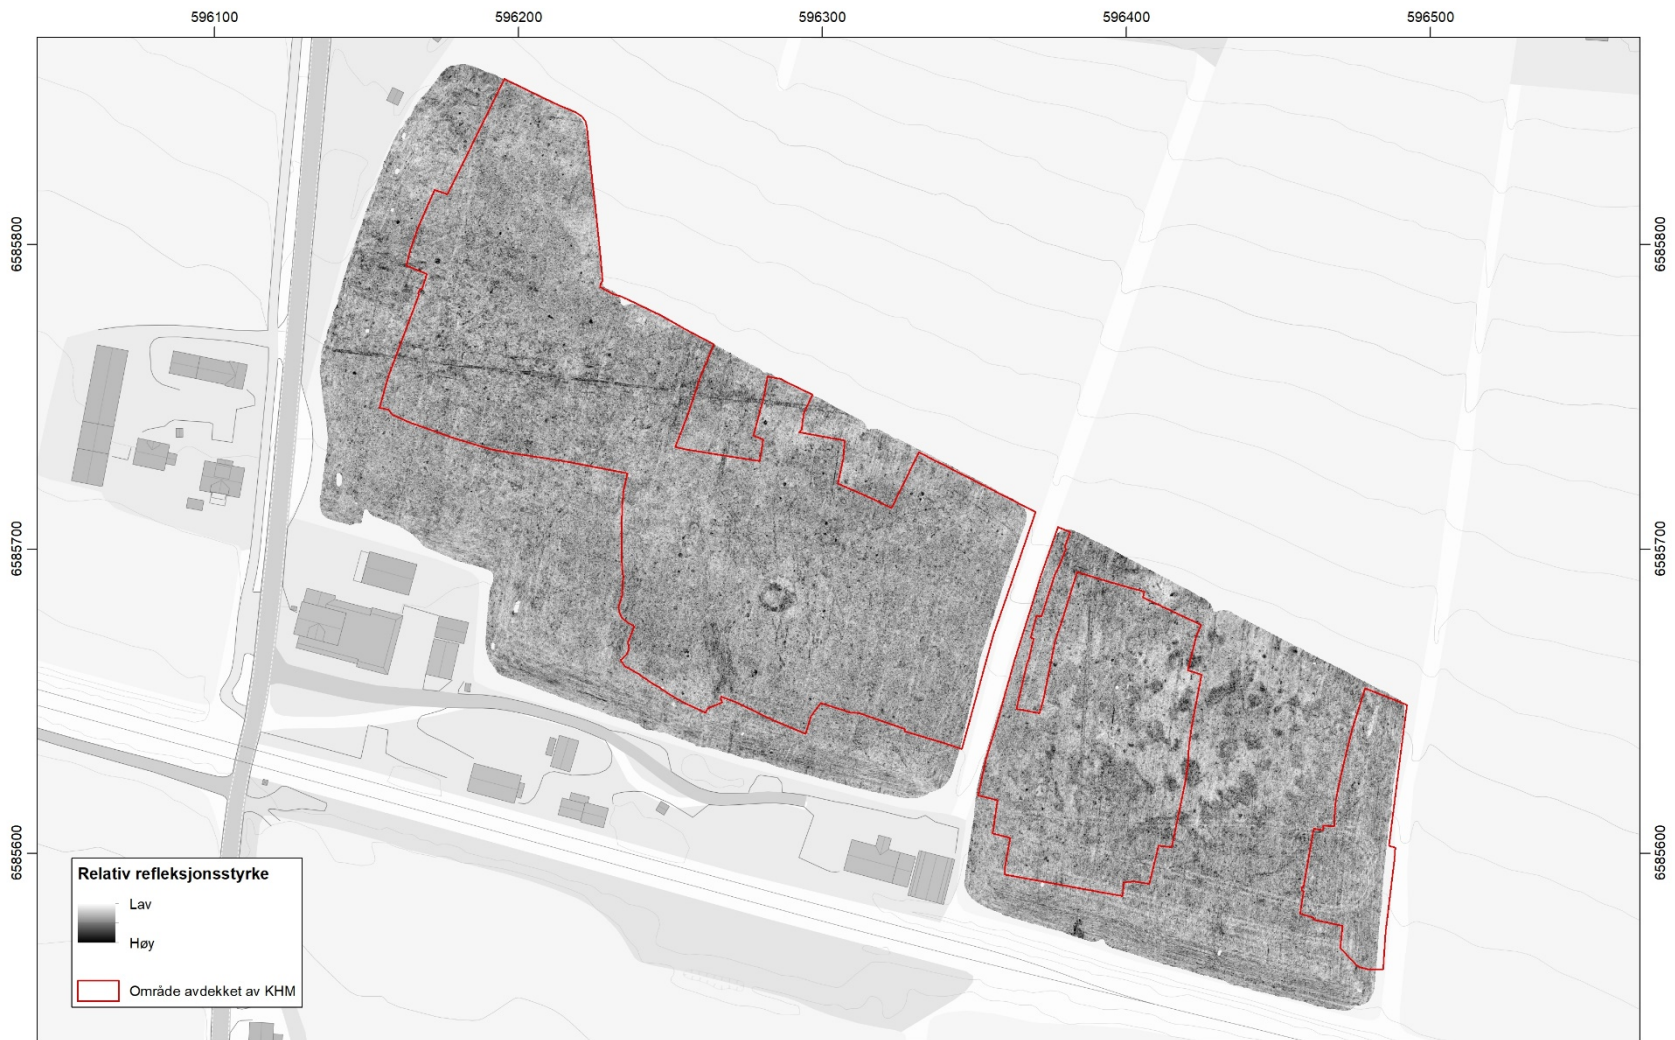 596100 596200 596300 596400 596500
6585800 6585800
6585700 6585700
6585600 6585600
Relativ refleksjonsstyrke
Lav
Høy
Område avdekket av KHM